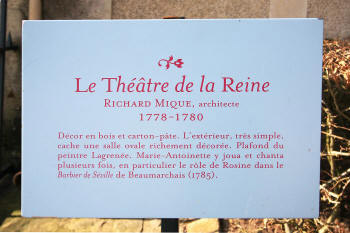 Le Théâtre de la Reine
RICHARD MIQUE, architecte
1778–1780
Décor en bois et carton-pâte. L'extérieur, très simple,
cache une salle ovale richement décorée. Plafond du
peintre Lagrenée. Marie-Antoinette y joua et chanta
plusieurs fois, en particulier le rôle de Rosine dans le
Barbier de Séville de Beaumarchais (1785).